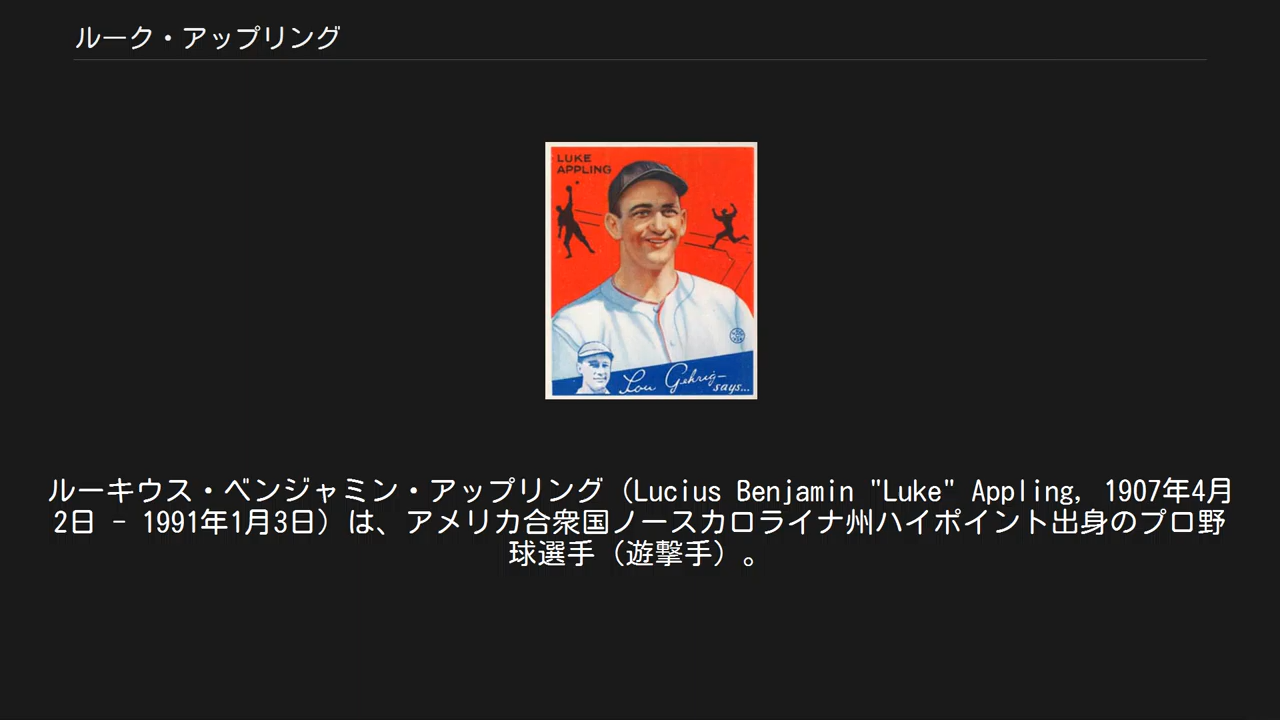 ルーク・アップリング
LUKE
APPLING
Lou Gehrig-
says...
ルーキウス・ベンジャミン・アップリング（Lucius Benjamin "Luke" Appling, 1907年4月
2日 - 1991年1月3日）は、アメリカ合衆国ノースカロライナ州ハイポイント出身のプロ野
球選手（遊撃手）。